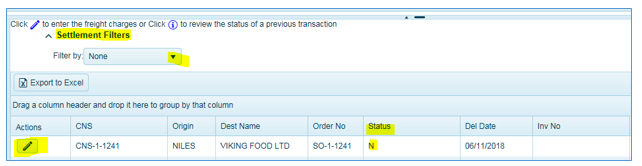 Click to enter the freight charges or Click to review the status of a previous transaction
Settlement Filters
Filter by: None
Export to Excel
Drag a column header and drop it here to group by that column
Actions CNS Origin Dest Name Order No Status Del Date Inv No
CNS-1-1241 NILES VIKING FOOD LTD SO-1-1241 N 06/11/2018